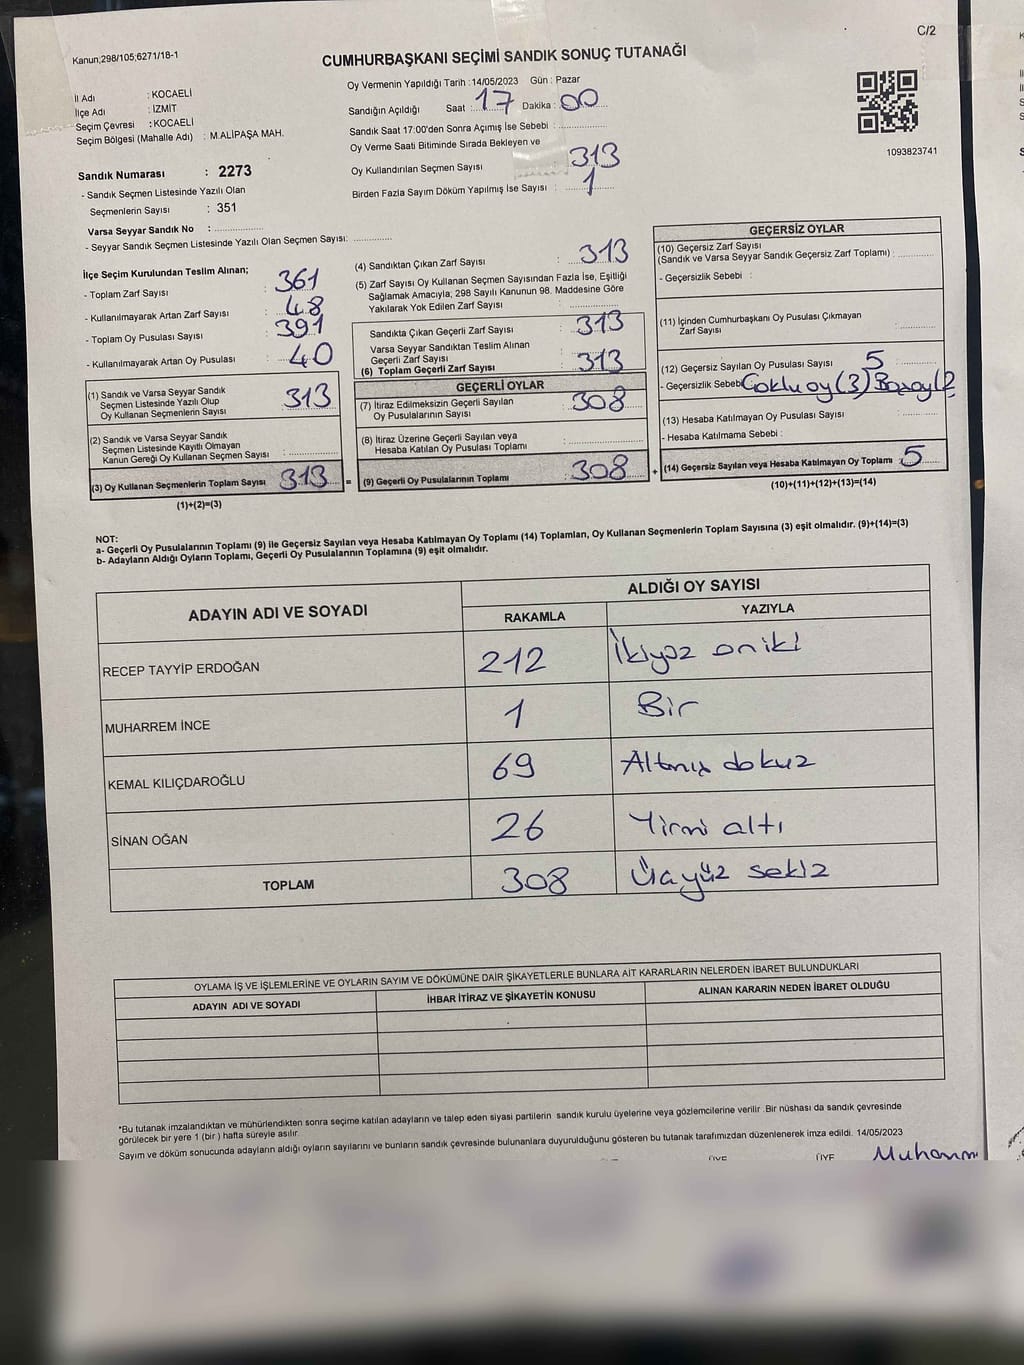 C/2
Kanun;298/105;6271/18-1
CUMHURBAŞKANI SEÇİMİ SANDIK SONUÇ TUTANAĞI
İl Adı : KOCAELİ
İlçe Adı : İZMİT
Seçim Çevresi : KOCAELİ
Seçim Bölgesi (Mahalle Adı) : M.ALİPAŞA MAH.
Sandık Numarası : 2273
- Sandık Seçmen Listesinde Yazılı Olan
Seçmenlerin Sayısı : 351
Varsa Seyyar Sandık No : ................
- Seyyar Sandık Seçmen Listesinde Yazılı Olan Seçmen Sayısı: .............
Oy Vermenin Yapıldığı Tarih : 14/05/2023 Gün : Pazar
Sandığın Açıldığı Saat : 17 Dakika : 00
Sandık Saat 17:00'den Sonra Açımış İse Sebebi : ................
Oy Verme Saati Bitiminde Sırada Bekleyen ve
Oy Kullandırılan Seçmen Sayısı 313
Birden Fazla Sayım Döküm Yapılmış İse Sayısı : 1
1093823741
İlçe Seçim Kurulundan Teslim Alınan;
- Toplam Zarf Sayısı : 361
- Kullanılmayarak Artan Zarf Sayısı : 48
- Toplam Oy Pusulası Sayısı : 391
- Kullanılmayarak Artan Oy Pusulası : 40
(1) Sandık ve Varsa Seyyar Sandık
Seçmen Listesinde Yazılı Olup
Oy Kullanan Seçmenlerin Sayısı : 313
(2) Sandık ve Varsa Seyyar Sandık
Seçmen Listesinde Kayıtlı Olmayan
Kanun Gereği Oy Kullanan Seçmen Sayısı : ................
(3) Oy Kullanan Seçmenlerin Toplam Sayısı 313 =
(1)+(2)=(3)
(4) Sandıktan Çıkan Zarf Sayısı : 313
(5) Zarf Sayısı Oy Kullanan Seçmen Sayısından Fazla İse, Eşitliği
Sağlamak Amacıyla; 298 Sayılı Kanunun 98. Maddesine Göre
Yakılarak Yok Edilen Zarf Sayısı : ................
Sandıkta Çıkan Geçerli Zarf Sayısı : 313
Varsa Seyyar Sandıktan Teslim Alınan
Geçerli Zarf Sayısı :
(6) Toplam Geçerli Zarf Sayısı : 313
GEÇERLİ OYLAR
(7) İtiraz Edilmeksizin Geçerli Sayılan
Oy Pusulalarının Sayısı : 308
(8) İtiraz Üzerine Geçerli Sayılan veya
Hesaba Katılan Oy Pusulası Toplamı : ................
(9) Geçerli Oy Pusulalarının Toplamı : 308 +
GEÇERSİZ OYLAR
(10) Geçersiz Zarf Sayısı
(Sandık ve Varsa Seyyar Sandık Geçersiz Zarf Toplamı) : ............
- Geçersizlik Sebebi :
(11) İçinden Cumhurbaşkanı Oy Pusulası Çıkmayan
Zarf Sayısı : ............
(12) Geçersiz Sayılan Oy Pusulası Sayısı : 5
- Geçersizlik Sebebi Çoklu oy (3) Boşoy(2
(13) Hesaba Katılmayan Oy Pusulası Sayısı : ............
- Hesaba Katılmama Sebebi :
(14) Geçersiz Sayılan veya Hesaba Katılmayan Oy Toplamı : 5
(10)+(11)+(12)+(13)=(14)
NOT:
a- Geçerli Oy Pusulalarının Toplamı (9) ile Geçersiz Sayılan veya Hesaba Katılmayan Oy Toplamı (14) Toplamları, Oy Kullanan Seçmenlerin Toplam Sayısına (3) eşit olmalıdır. (9)+(14)=(3)
b- Adayların Aldığı Oyların Toplamı, Geçerli Oy Pusulalarının Toplamına (9) eşit olmalıdır.
ADAYIN ADI VE SOYADI
ALDIĞI OY SAYISI
RAKAMLA YAZIYLA
RECEP TAYYİP ERDOĞAN 212 İkiyüz oniki
MUHARREM İNCE 1 Bir
KEMAL KILIÇDAROĞLU 69 Altmış dokuz
SİNAN OĞAN 26 Yirmi altı
TOPLAM 308 Üçyüz sekiz
OYLAMA İŞ VE İŞLEMLERİNE VE OYLARIN SAYIM VE DÖKÜMÜNE DAİR ŞİKAYETLERLE BUNLARA AİT KARARLARIN NELERDEN İBARET BULUNDUKLARI
ADAYIN ADI VE SOYADI İHBAR İTİRAZ VE ŞİKAYETİN KONUSU ALINAN KARARIN NEDEN İBARET OLDUĞU
*Bu tutanak imzalandıktan ve mühürlendikten sonra seçime katılan adayların ve talep eden siyasi partilerin sandık kurulu üyelerine veya gözlemcilerine verilir .Bir nüshası da sandık çevresinde
görülecek bir yere 1 (bir ) hafta süreyle asılır.
Sayım ve döküm sonucunda adayların aldığı oyların sayılarını ve bunların sandık çevresinde bulunanlara duyurulduğunu gösteren bu tutanak tarafımızdan düzenlenerek imza edildi. 14/05/2023
ÜYE ÜYE